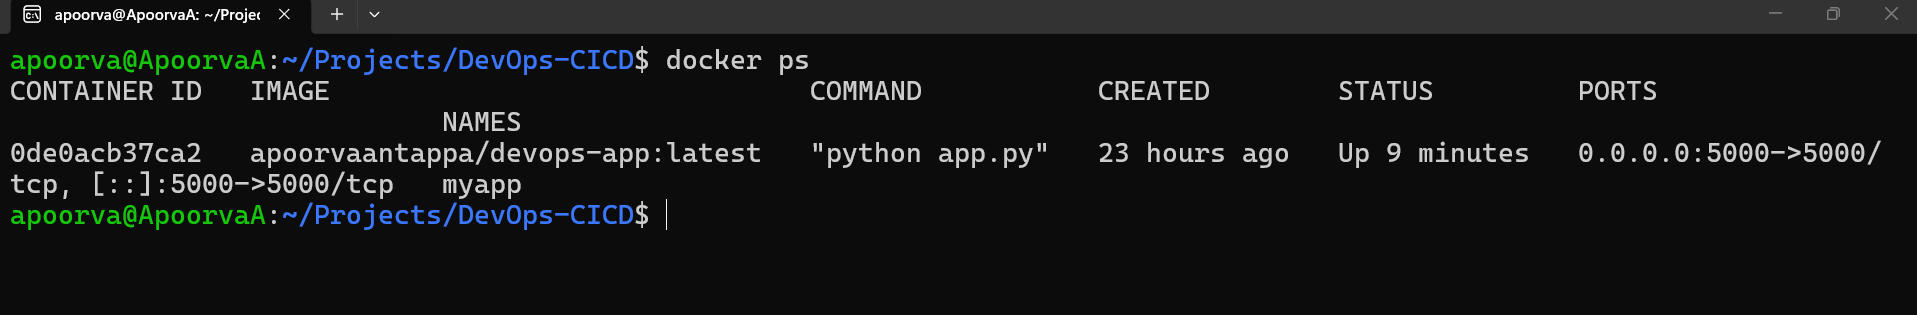 apoorva@ApoorvaA: ~/Projec
apoorva@ApoorvaA:~/Projects/DevOps-CICD$ docker ps
CONTAINER ID   IMAGE                              COMMAND           CREATED        STATUS         PORTS
                           NAMES
0de0acb37ca2   apoorvaantappa/devops-app:latest   "python app.py"   23 hours ago   Up 9 minutes   0.0.0.0:5000->5000/
tcp, [::]:5000->5000/tcp   myapp
apoorva@ApoorvaA:~/Projects/DevOps-CICD$